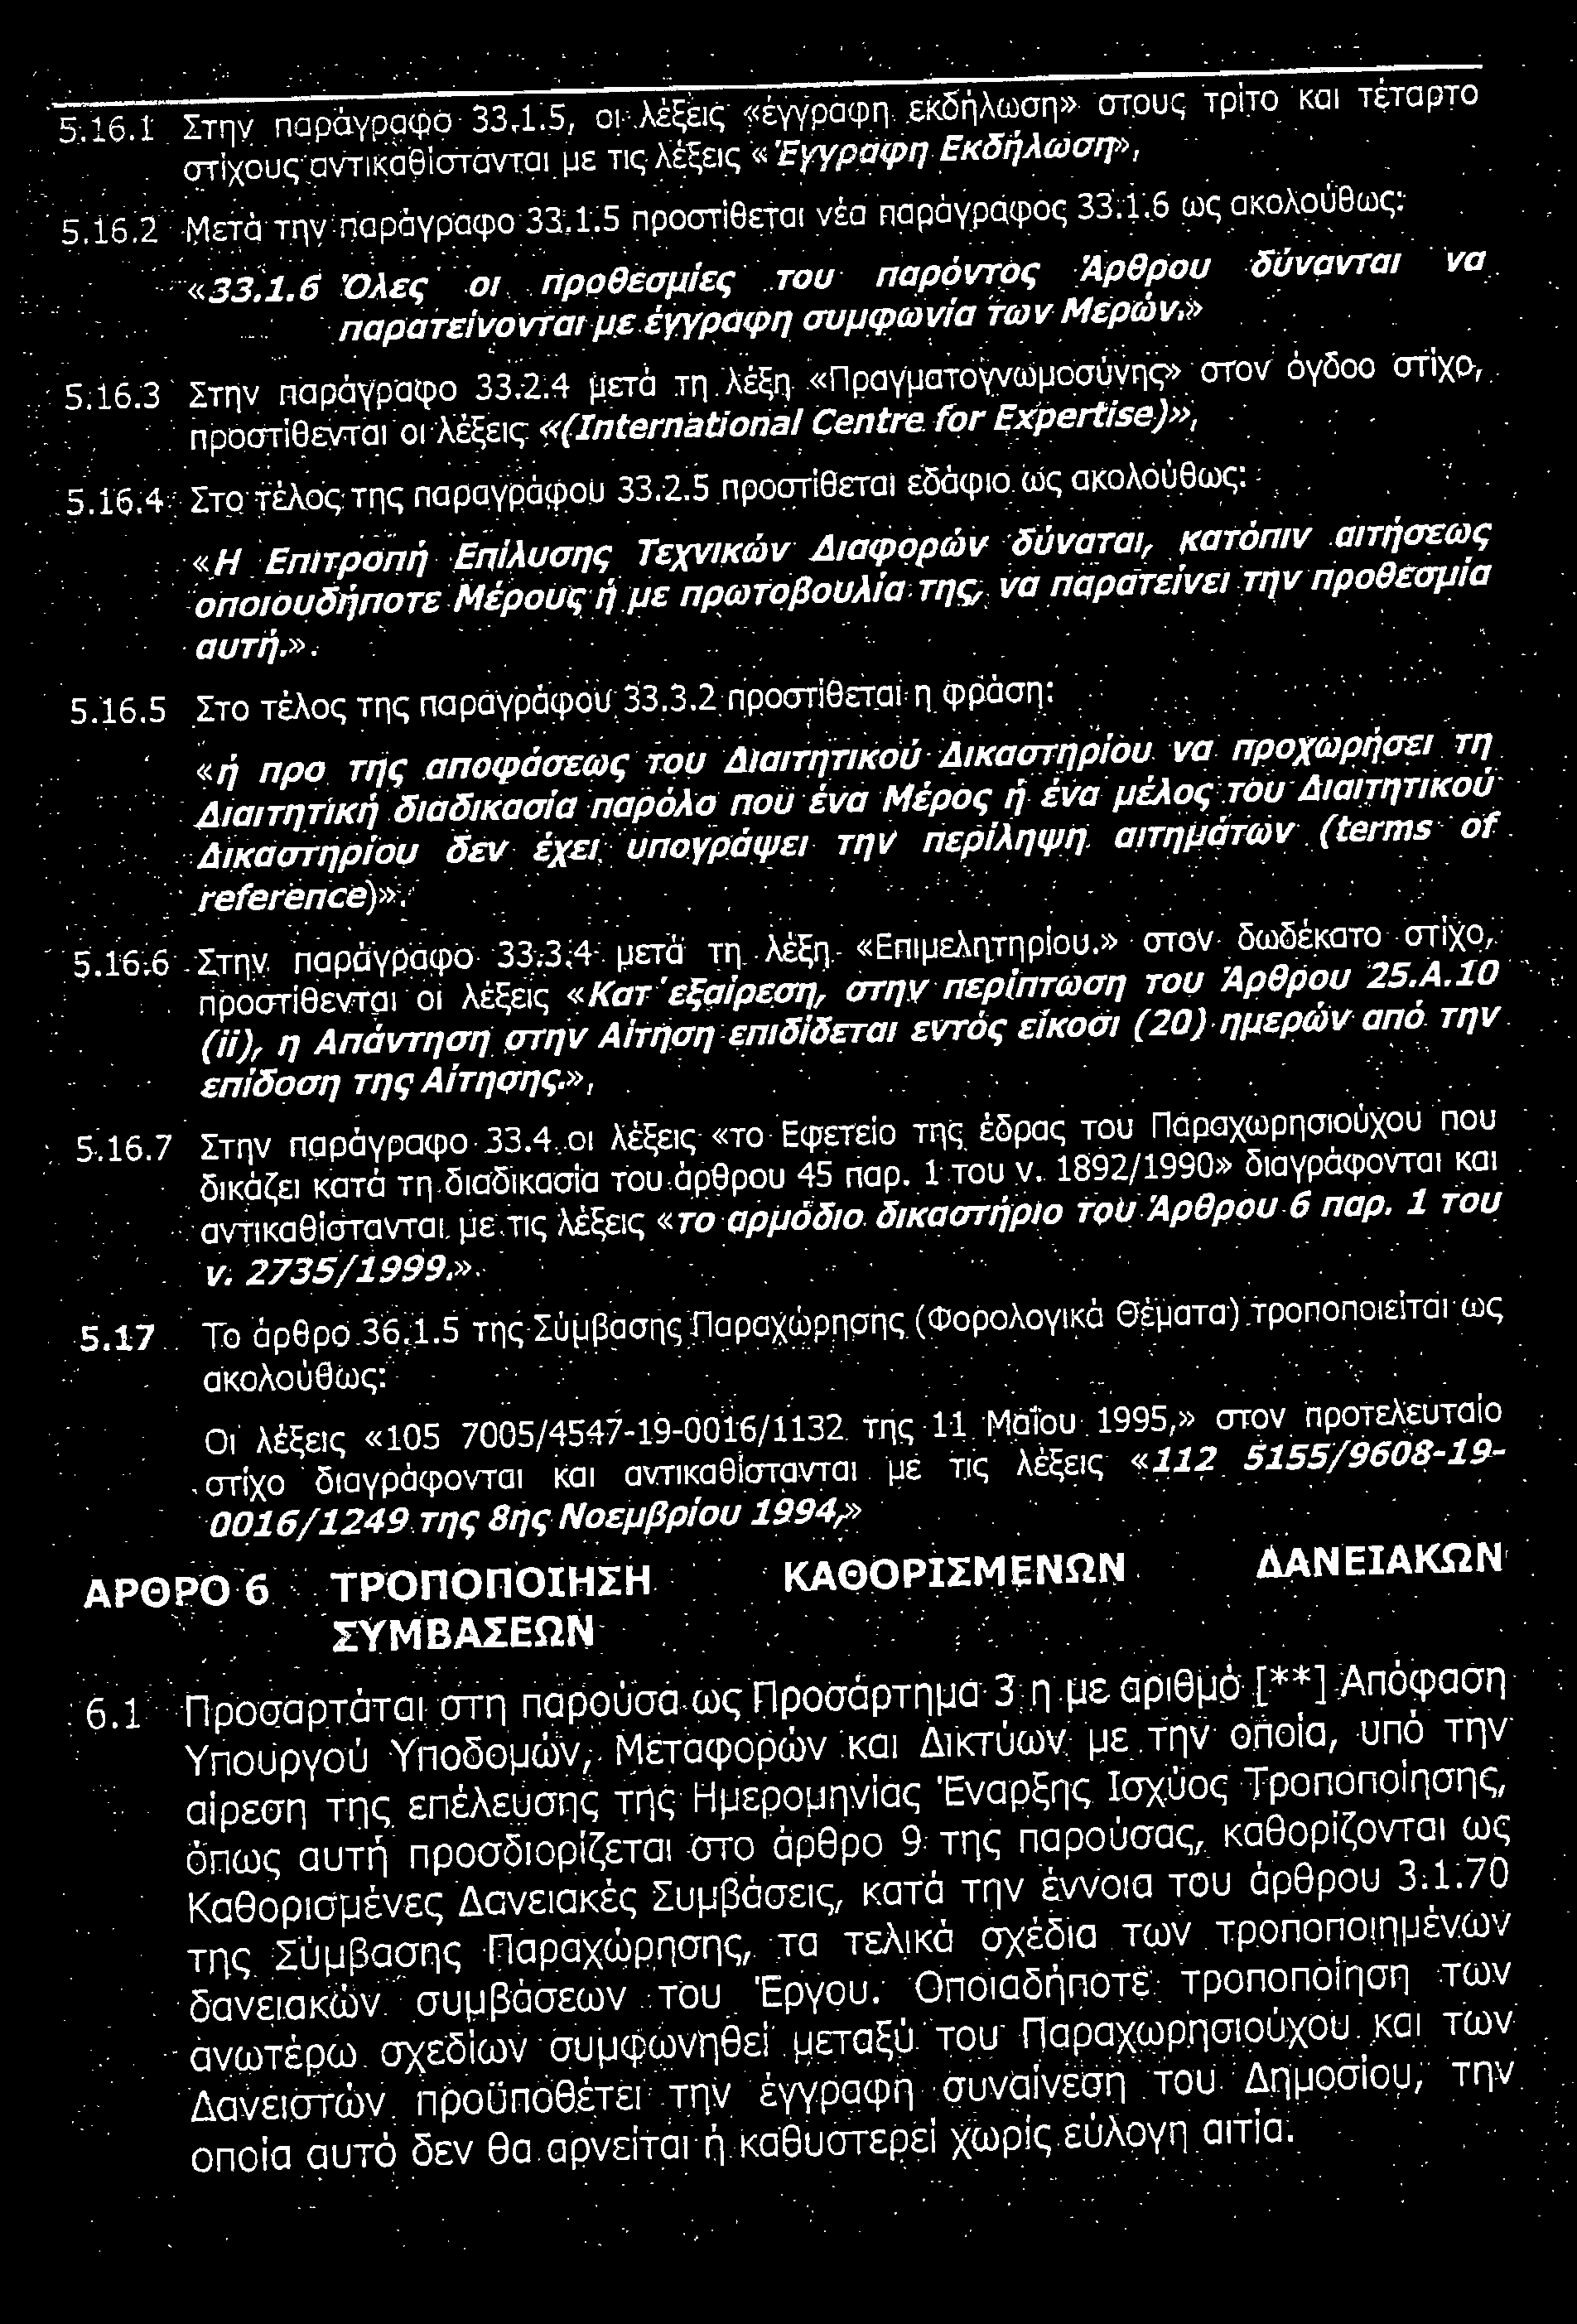 5.16.1 Στην παράγραφο 33.1.5, οι λέξεις «έγγραφη εκδήλωση» στους τρίτο και τέταρτο
στίχους αντικαθίστανται με τις λέξεις «Έγγραφη Εκδήλωση»,
5.16.2 Μετά την παράγραφο 33.1.5 προστίθεται νέα παράγραφος 33.1.6 ως ακολούθως:
«33.1.6 Όλες οι προθεσμίες του παρόντος Άρθρου δύνανται να
παρατείνονται με έγγραφη συμφωνία των Μερών.»
5.16.3 Στην παράγραφο 33.2.4 μετά τη λέξη «Πραγματογνωμοσύνης» στον όγδοο στίχο,
προστίθενται οι λέξεις «(International Centre for Expertise)»,
5.16.4 Στο τέλος της παραγράφου 33.2.5 προστίθεται εδάφιο ως ακολούθως:
«Η Επιτροπή Επίλυσης Τεχνικών Διαφορών δύναται, κατόπιν αιτήσεως
οποιουδήποτε Μέρους ή με πρωτοβουλία της, να παρατείνει την προθεσμία
αυτή.».
5.16.5 Στο τέλος της παραγράφου 33.3.2 προστίθεται η φράση:
«ή προ της αποφάσεως του Διαιτητικού Δικαστηρίου να προχωρήσει τη
Διαιτητική διαδικασία παρόλο που ένα Μέρος ή ένα μέλος του Διαιτητικού
Δικαστηρίου δεν έχει υπογράψει την περίληψη αιτημάτων (terms of
reference)».
5.16.6 Στην παράγραφο 33.3.4 μετά τη λέξη «Επιμελητηρίου.» στον δωδέκατο στίχο,
προστίθενται οι λέξεις «Κατ'εξαίρεση, στην περίπτωση του Άρθρου 25.Α.10
(ii), η Απάντηση στην Αίτηση επιδίδεται εντός είκοσι (20) ημερών από την
επίδοση της Αίτησης.»,
5.16.7 Στην παράγραφο 33.4 οι λέξεις «το Εφετείο της έδρας του Παραχωρησιούχου που
δικάζει κατά τη διαδικασία του άρθρου 45 παρ. 1 του ν. 1892/1990» διαγράφονται και
αντικαθίστανται με τις λέξεις «το αρμόδιο δικαστήριο του Άρθρου 6 παρ. 1 του
ν. 2735/1999.».
5.17 Το άρθρο 36.1.5 της Σύμβασης Παραχώρησης (Φορολογικά Θέματα) τροποποιείται ως
ακολούθως:
Οι λέξεις «105 7005/4547-19-0016/1132 της 11 Μαΐου 1995,» στον προτελευταίο
στίχο διαγράφονται και αντικαθίστανται με τις λέξεις «112 5155/9608-19-
0016/1249 της 8ης Νοεμβρίου 1994,»
ΑΡΘΡΟ 6 ΤΡΟΠΟΠΟΙΗΣΗ ΚΑΘΟΡΙΣΜΕΝΩΝ ΔΑΝΕΙΑΚΩΝ
ΣΥΜΒΑΣΕΩΝ
6.1 Προσαρτάται στη παρούσα ως Προσάρτημα 3 η με αριθμό [**] Απόφαση
Υπουργού Υποδομών, Μεταφορών και Δικτύων με την οποία, υπό την
αίρεση της επέλευσης της Ημερομηνίας Έναρξης Ισχύος Τροποποίησης,
όπως αυτή προσδιορίζεται στο άρθρο 9 της παρούσας, καθορίζονται ως
Καθορισμένες Δανειακές Συμβάσεις, κατά την έννοια του άρθρου 3.1.70
της Σύμβασης Παραχώρησης, τα τελικά σχέδια των τροποποιημένων
δανειακών συμβάσεων του Έργου. Οποιαδήποτε τροποποίηση των
ανωτέρω σχεδίων συμφωνηθεί μεταξύ του Παραχωρησιούχου και των
Δανειστών προϋποθέτει την έγγραφη συναίνεση του Δημοσίου, την
οποία αυτό δεν θα αρνείται ή καθυστερεί χωρίς εύλογη αιτία.